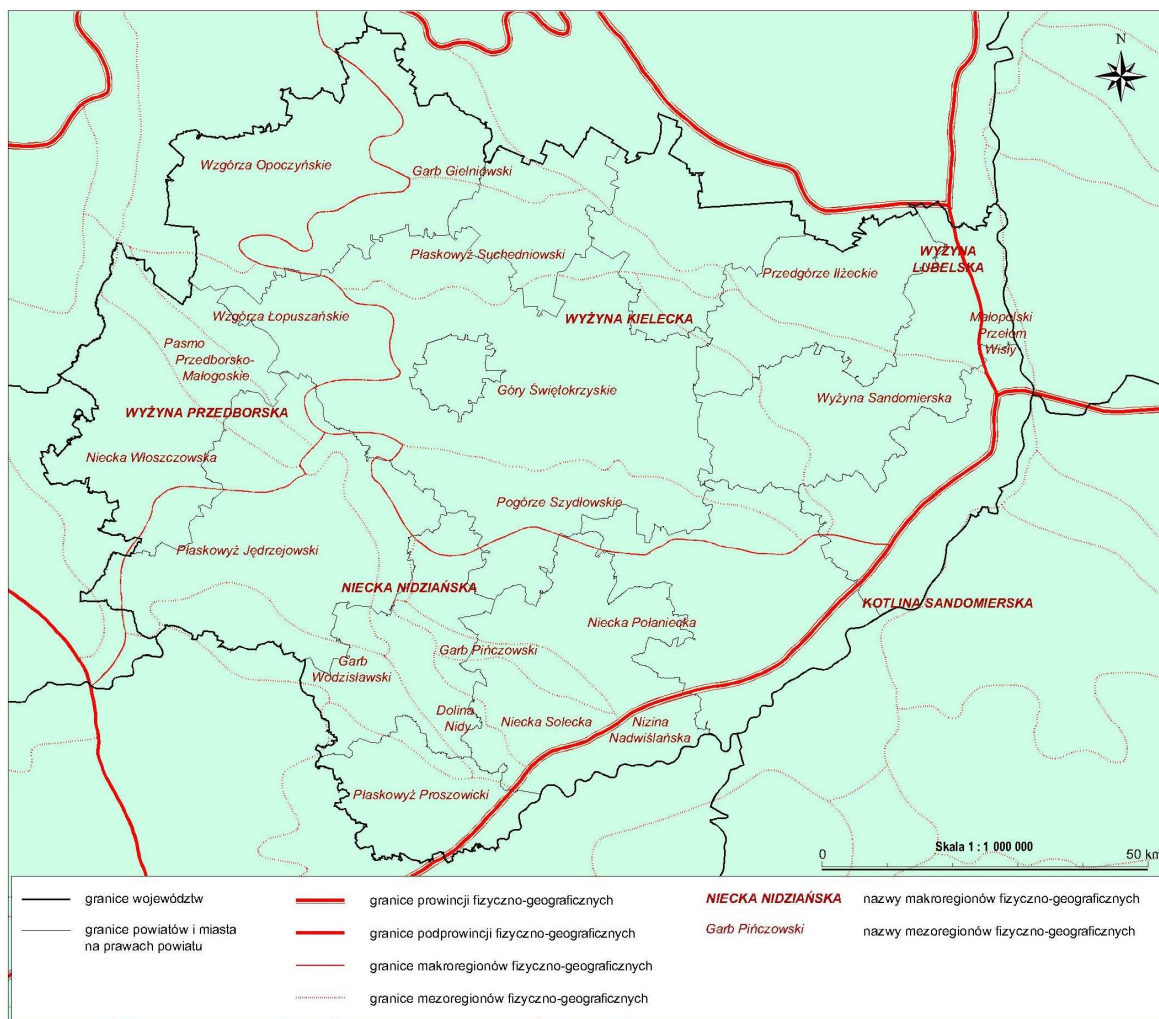 N
Wzgórza Opoczyńskie
Garb Gielniowski
Płaskowyż Suchedniowski
WYŻYNA
LUBELSKA
Przedgórze Iłżeckie
Wzgórza Łopuszańskie
WYŻYNA KIELECKA
Małopolski
Przełom
Wisły
Pasmo
Przedborsko-
Małogoskie
Góry Świętokrzyskie
Wyżyna Sandomierska
WYŻYNA PRZEDBORSKA
Niecka Włoszczowska
Pogórze Szydłowskie
Płaskowyż Jędrzejowski
NIECKA NIDZIAŃSKA
KOTLINA SANDOMIERSKA
Niecka Połaniecka
Garb Pińczowski
Garb
Wodzisławski
Dolina
Nidy
Niecka Solecka
Nizina
Nadwiślańska
Płaskowyż Proszowicki
Skala 1 : 1 000 000
0
50 km
granice województw
granice powiatów i miasta
na prawach powiatu
granice prowincji fizyczno-geograficznych
granice podprowincji fizyczno-geograficznych
granice makroregionów fizyczno-geograficznych
granice mezoregionów fizyczno-geograficznych
NIECKA NIDZIAŃSKA
nazwy makroregionów fizyczno-geograficznych
Garb Pińczowski
nazwy mezoregionów fizyczno-geograficznych